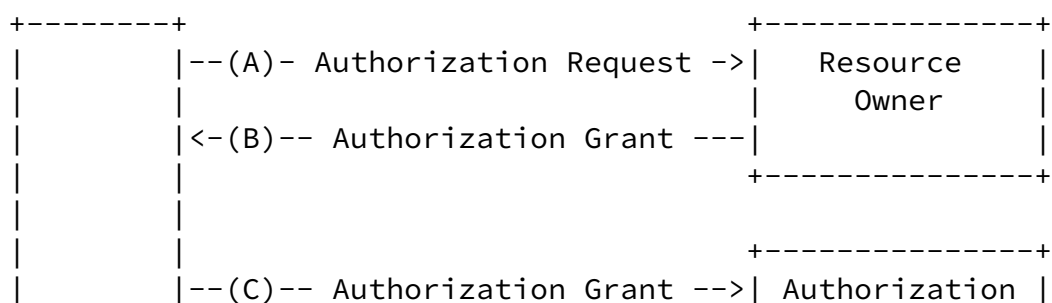 +--------+                               +---------------+
|        |--(A)- Authorization Request ->|   Resource    |
|        |                               |     Owner     |
|        |<-(B)-- Authorization Grant ---|               |
|        |                               +---------------+
|        |
|        |                               +---------------+
|        |--(C)-- Authorization Grant -->| Authorization |